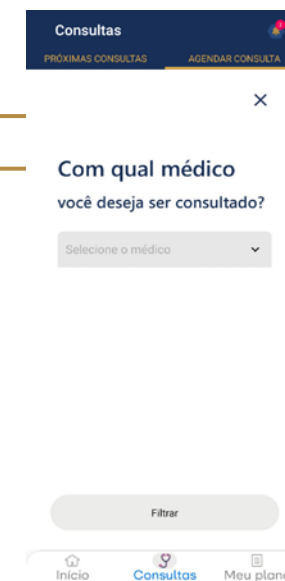 Consultas
PRÓXIMAS CONSULTAS AGENDAR CONSULTA
Com qual médico
você deseja ser consultado?
Selecione o médico
Filtrar
Início Consultas Meu plano